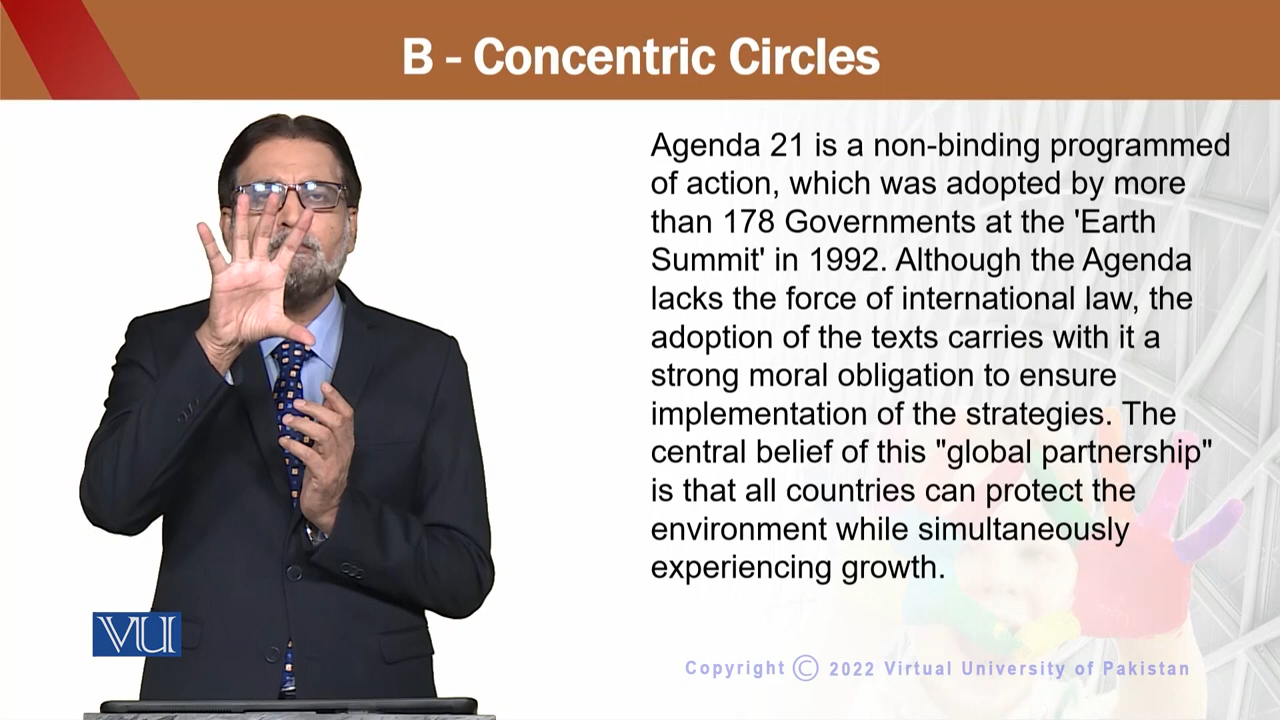 B - Concentric Circles
Agenda 21 is a non-binding programmed
of action, which was adopted by more
than 178 Governments at the 'Earth
Summit' in 1992. Although the Agenda
lacks the force of international law, the
adoption of the texts carries with it a
strong moral obligation to ensure
implementation of the strategies. The
central belief of this "global partnership"
is that all countries can protect the
environment while simultaneously
experiencing growth.
VU
Copyright © 2022 Virtual University of Pakistan